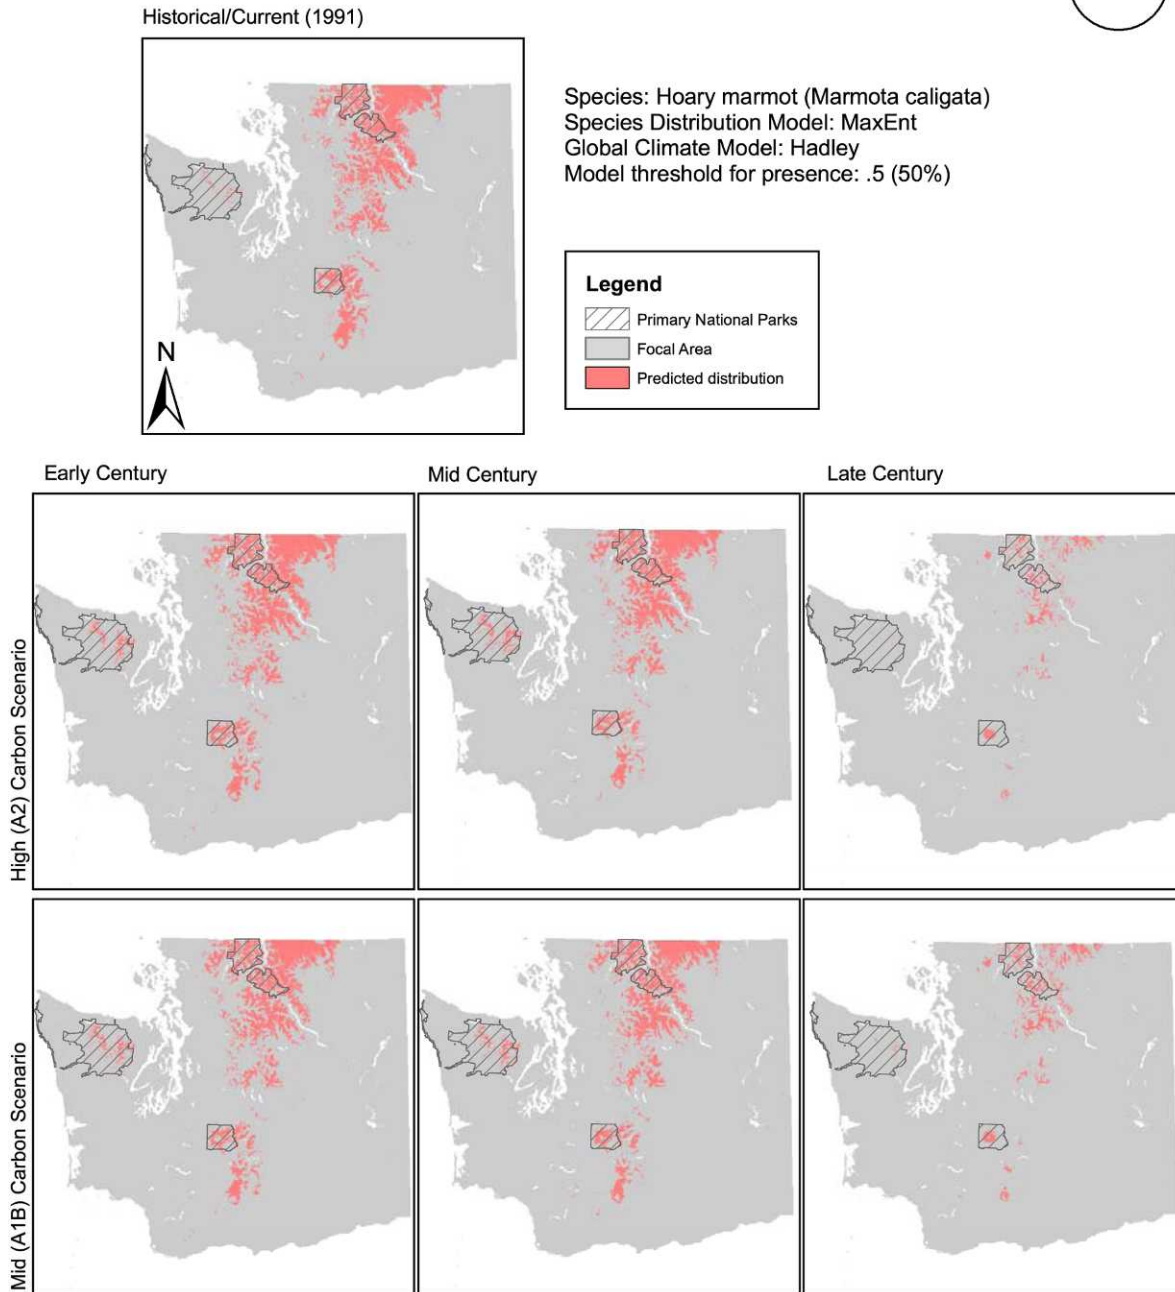 Historical/Current (1991)
Species: Hoary marmot (Marmota caligata)
Species Distribution Model: MaxEnt
Global Climate Model: Hadley
Model threshold for presence: .5 (50%)
Legend
Primary National Parks
Focal Area
Predicted distribution
N
Early Century
Mid Century
Late Century
High (A2) Carbon Scenario
Mid (A1B) Carbon Scenario